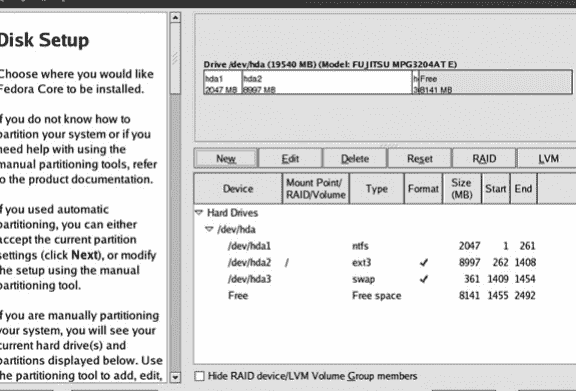 Disk Setup
Choose where you would like
Fedora Core to be installed.
If you do not know how to
partition your system or if you
need help with using the
manual partitioning tools, refer
to the product documentation.
If you used automatic
partitioning, you can either
accept the current partition
settings (click Next), or modify
the setup using the manual
partitioning tool.
If you are manually partitioning
your system, you will see your
current hard drive(s) and
partitions displayed below. Use
the partitioning tool to add, edit,
Drive /dev/hda (19540 MB) (Model: FUJITSU MPG3204AT E)
hda1 hda2 Free
2047 MB 8997 MB 8141 MB
New Edit Delete Reset RAID LVM
Device Mount Point/ RAID/Volume Type Format Size (MB) Start End
Hard Drives
/dev/hda
/dev/hda1 ntfs 2047 1 261
/dev/hda2 / ext3 ✓ 8997 262 1408
/dev/hda3 swap ✓ 361 1409 1454
Free Free space 8141 1455 2492
Hide RAID device/LVM Volume Group members